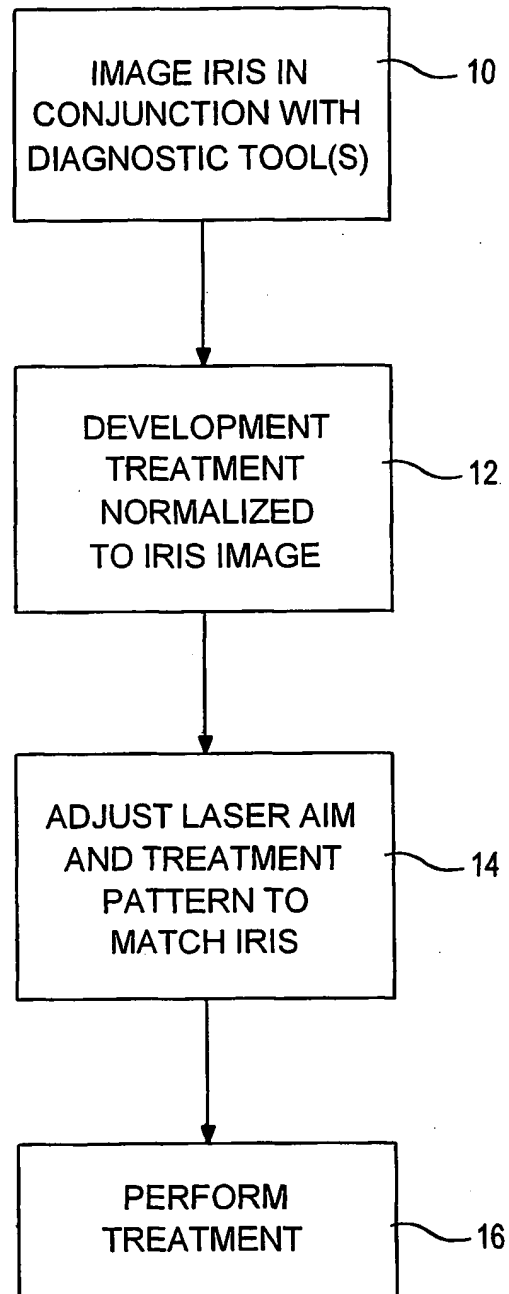 IMAGE IRIS IN
CONJUNCTION WITH
DIAGNOSTIC TOOL(S)
10
DEVELOPMENT
TREATMENT
NORMALIZED
TO IRIS IMAGE
12
ADJUST LASER AIM
AND TREATMENT
PATTERN TO
MATCH IRIS
14
PERFORM
TREATMENT
16